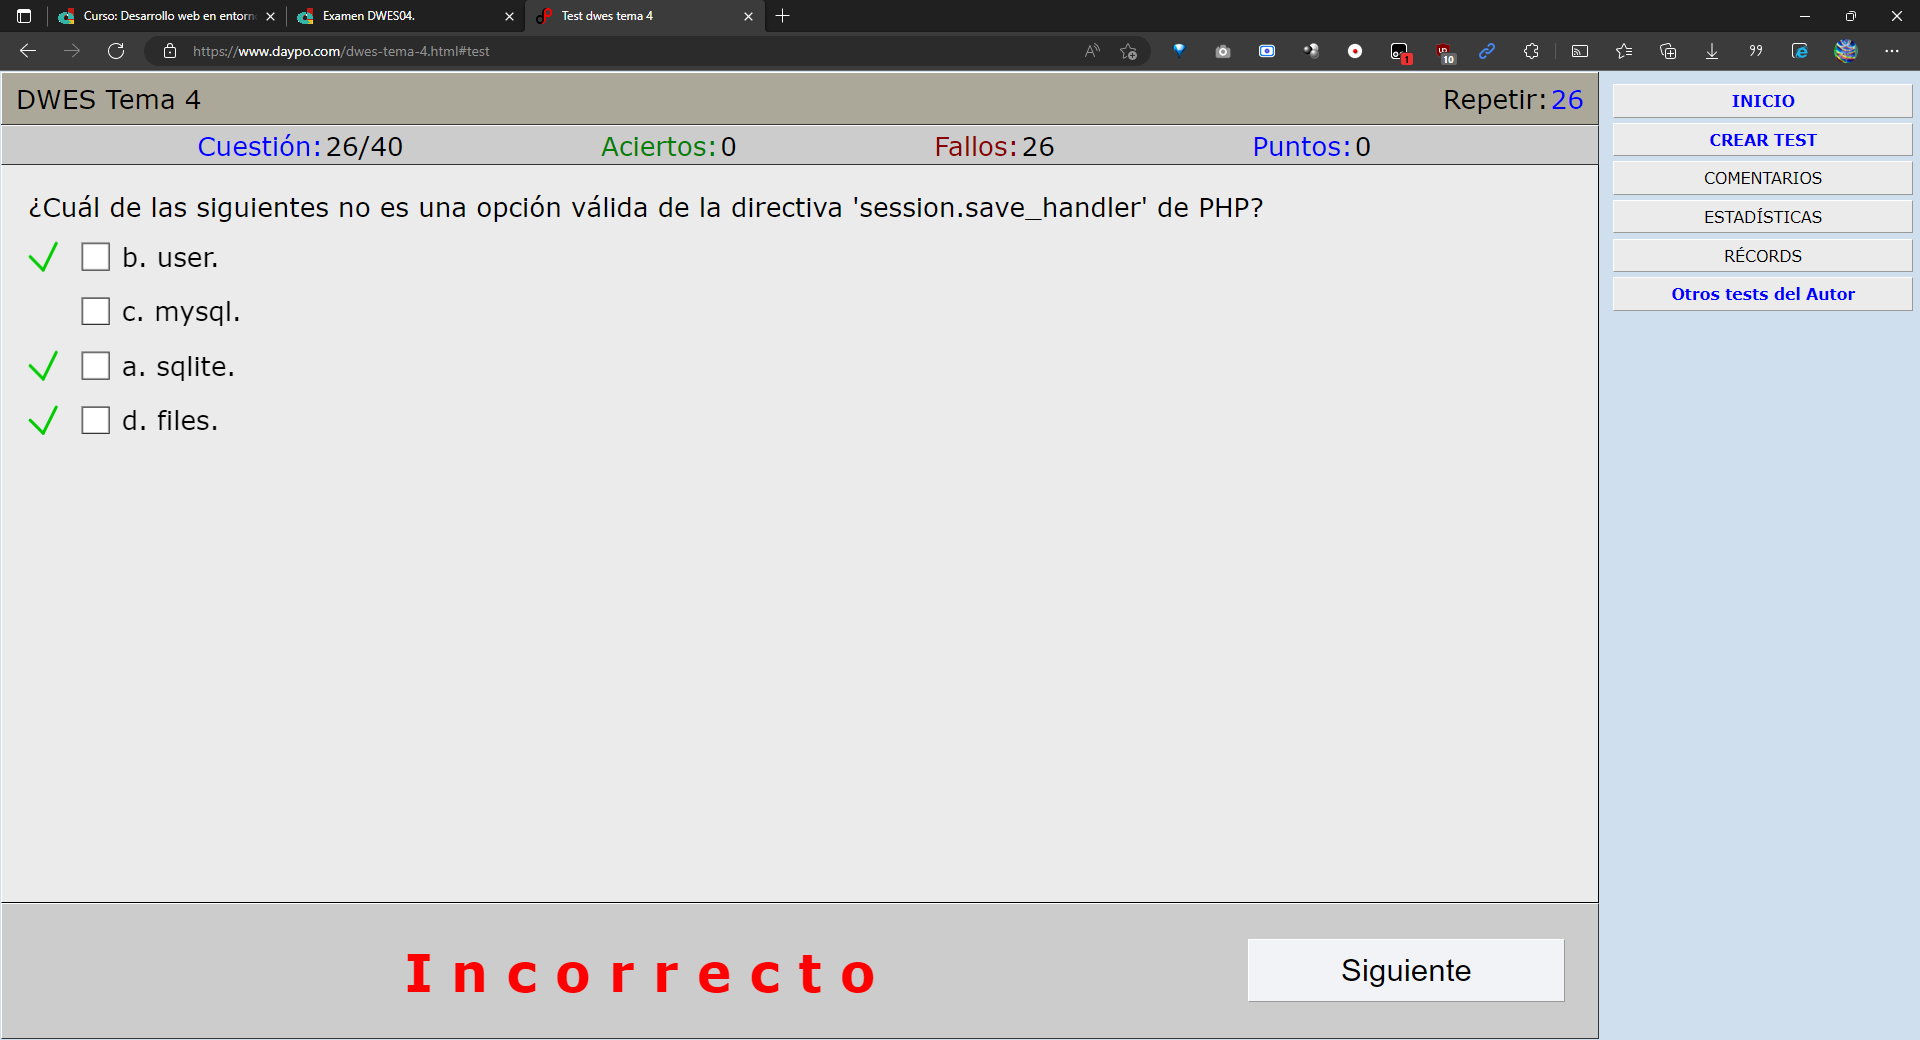 Curso: Desarrollo web en entorn
Examen DWES04.
Test dwes tema 4
https://www.daypo.com/dwes-tema-4.html#test
1
10
DWES Tema 4
Repetir: 26
Cuestión: 26/40
Aciertos: 0
Fallos: 26
Puntos: 0
¿Cuál de las siguientes no es una opción válida de la directiva 'session.save_handler' de PHP?
b. user.
c. mysql.
a. sqlite.
d. files.
Incorrecto
Siguiente
INICIO
CREAR TEST
COMENTARIOS
ESTADÍSTICAS
RÉCORDS
Otros tests del Autor